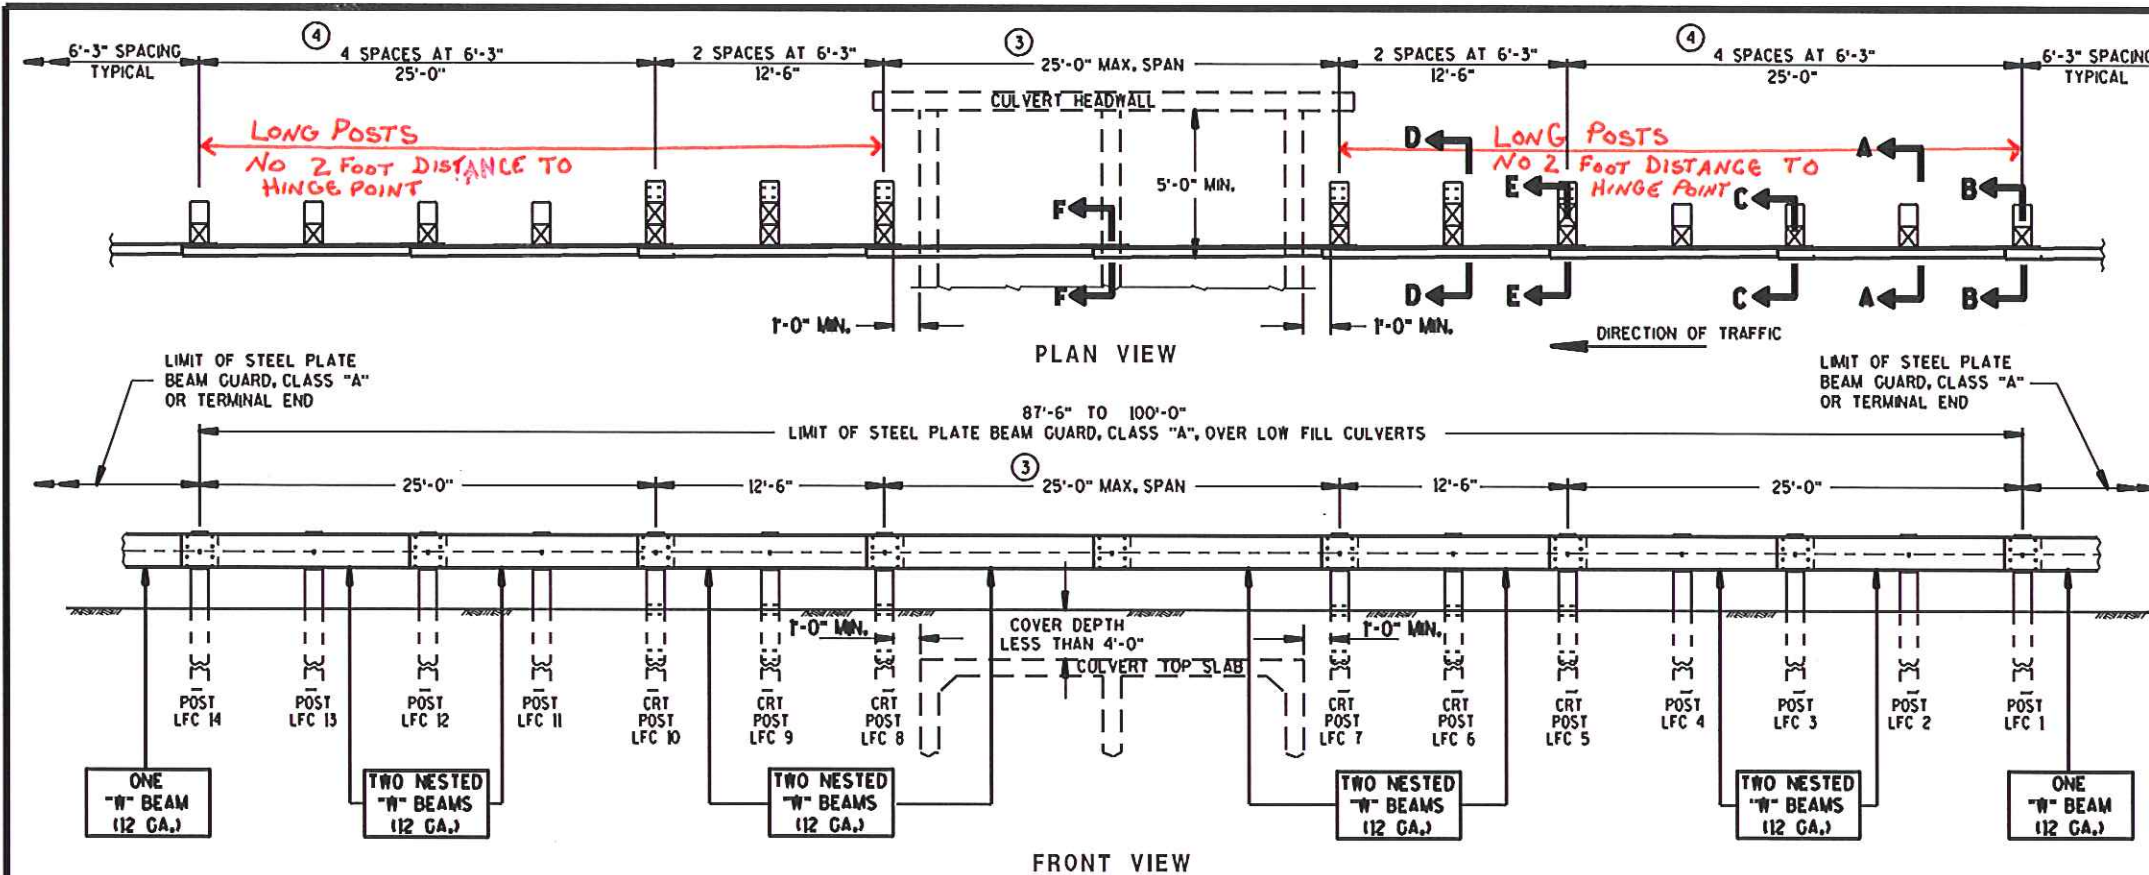 ④ ③ ④
6'-3" SPACING TYPICAL
4 SPACES AT 6'-3"
25'-0"
2 SPACES AT 6'-3"
12'-6"
25'-0" MAX. SPAN
2 SPACES AT 6'-3"
12'-6"
4 SPACES AT 6'-3"
25'-0"
6'-3" SPACING
TYPICAL
CULVERT HEADWALL
LONG POSTS
NO 2 FOOT DISTANCE TO
HINGE POINT
LONG POSTS
NO 2 FOOT DISTANCE TO
HINGE POINT
5'-0" MIN.
D
A
E
C
B
F
F
D
E
C
A
B
1'-0" MIN.
1'-0" MIN.
DIRECTION OF TRAFFIC
PLAN VIEW
LIMIT OF STEEL PLATE
BEAM GUARD, CLASS "A"
OR TERMINAL END
LIMIT OF STEEL PLATE
BEAM GUARD, CLASS "A"
OR TERMINAL END
87'-6" TO 100'-0"
LIMIT OF STEEL PLATE BEAM GUARD, CLASS "A", OVER LOW FILL CULVERTS
③
25'-0"
12'-6"
25'-0" MAX. SPAN
12'-6"
25'-0"
1'-0" MIN.
COVER DEPTH
LESS THAN 4'-0"
1'-0" MIN.
CULVERT TOP SLAB
POST
LFC 14
POST
LFC 13
POST
LFC 12
POST
LFC 11
CRT
POST
LFC 10
CRT
POST
LFC 9
CRT
POST
LFC 8
CRT
POST
LFC 7
CRT
POST
LFC 6
CRT
POST
LFC 5
POST
LFC 4
POST
LFC 3
POST
LFC 2
POST
LFC 1
ONE
"W" BEAM
(12 GA.)
TWO NESTED
"W" BEAMS
(12 GA.)
TWO NESTED
"W" BEAMS
(12 GA.)
TWO NESTED
"W" BEAMS
(12 GA.)
TWO NESTED
"W" BEAMS
(12 GA.)
ONE
"W" BEAM
(12 GA.)
FRONT VIEW